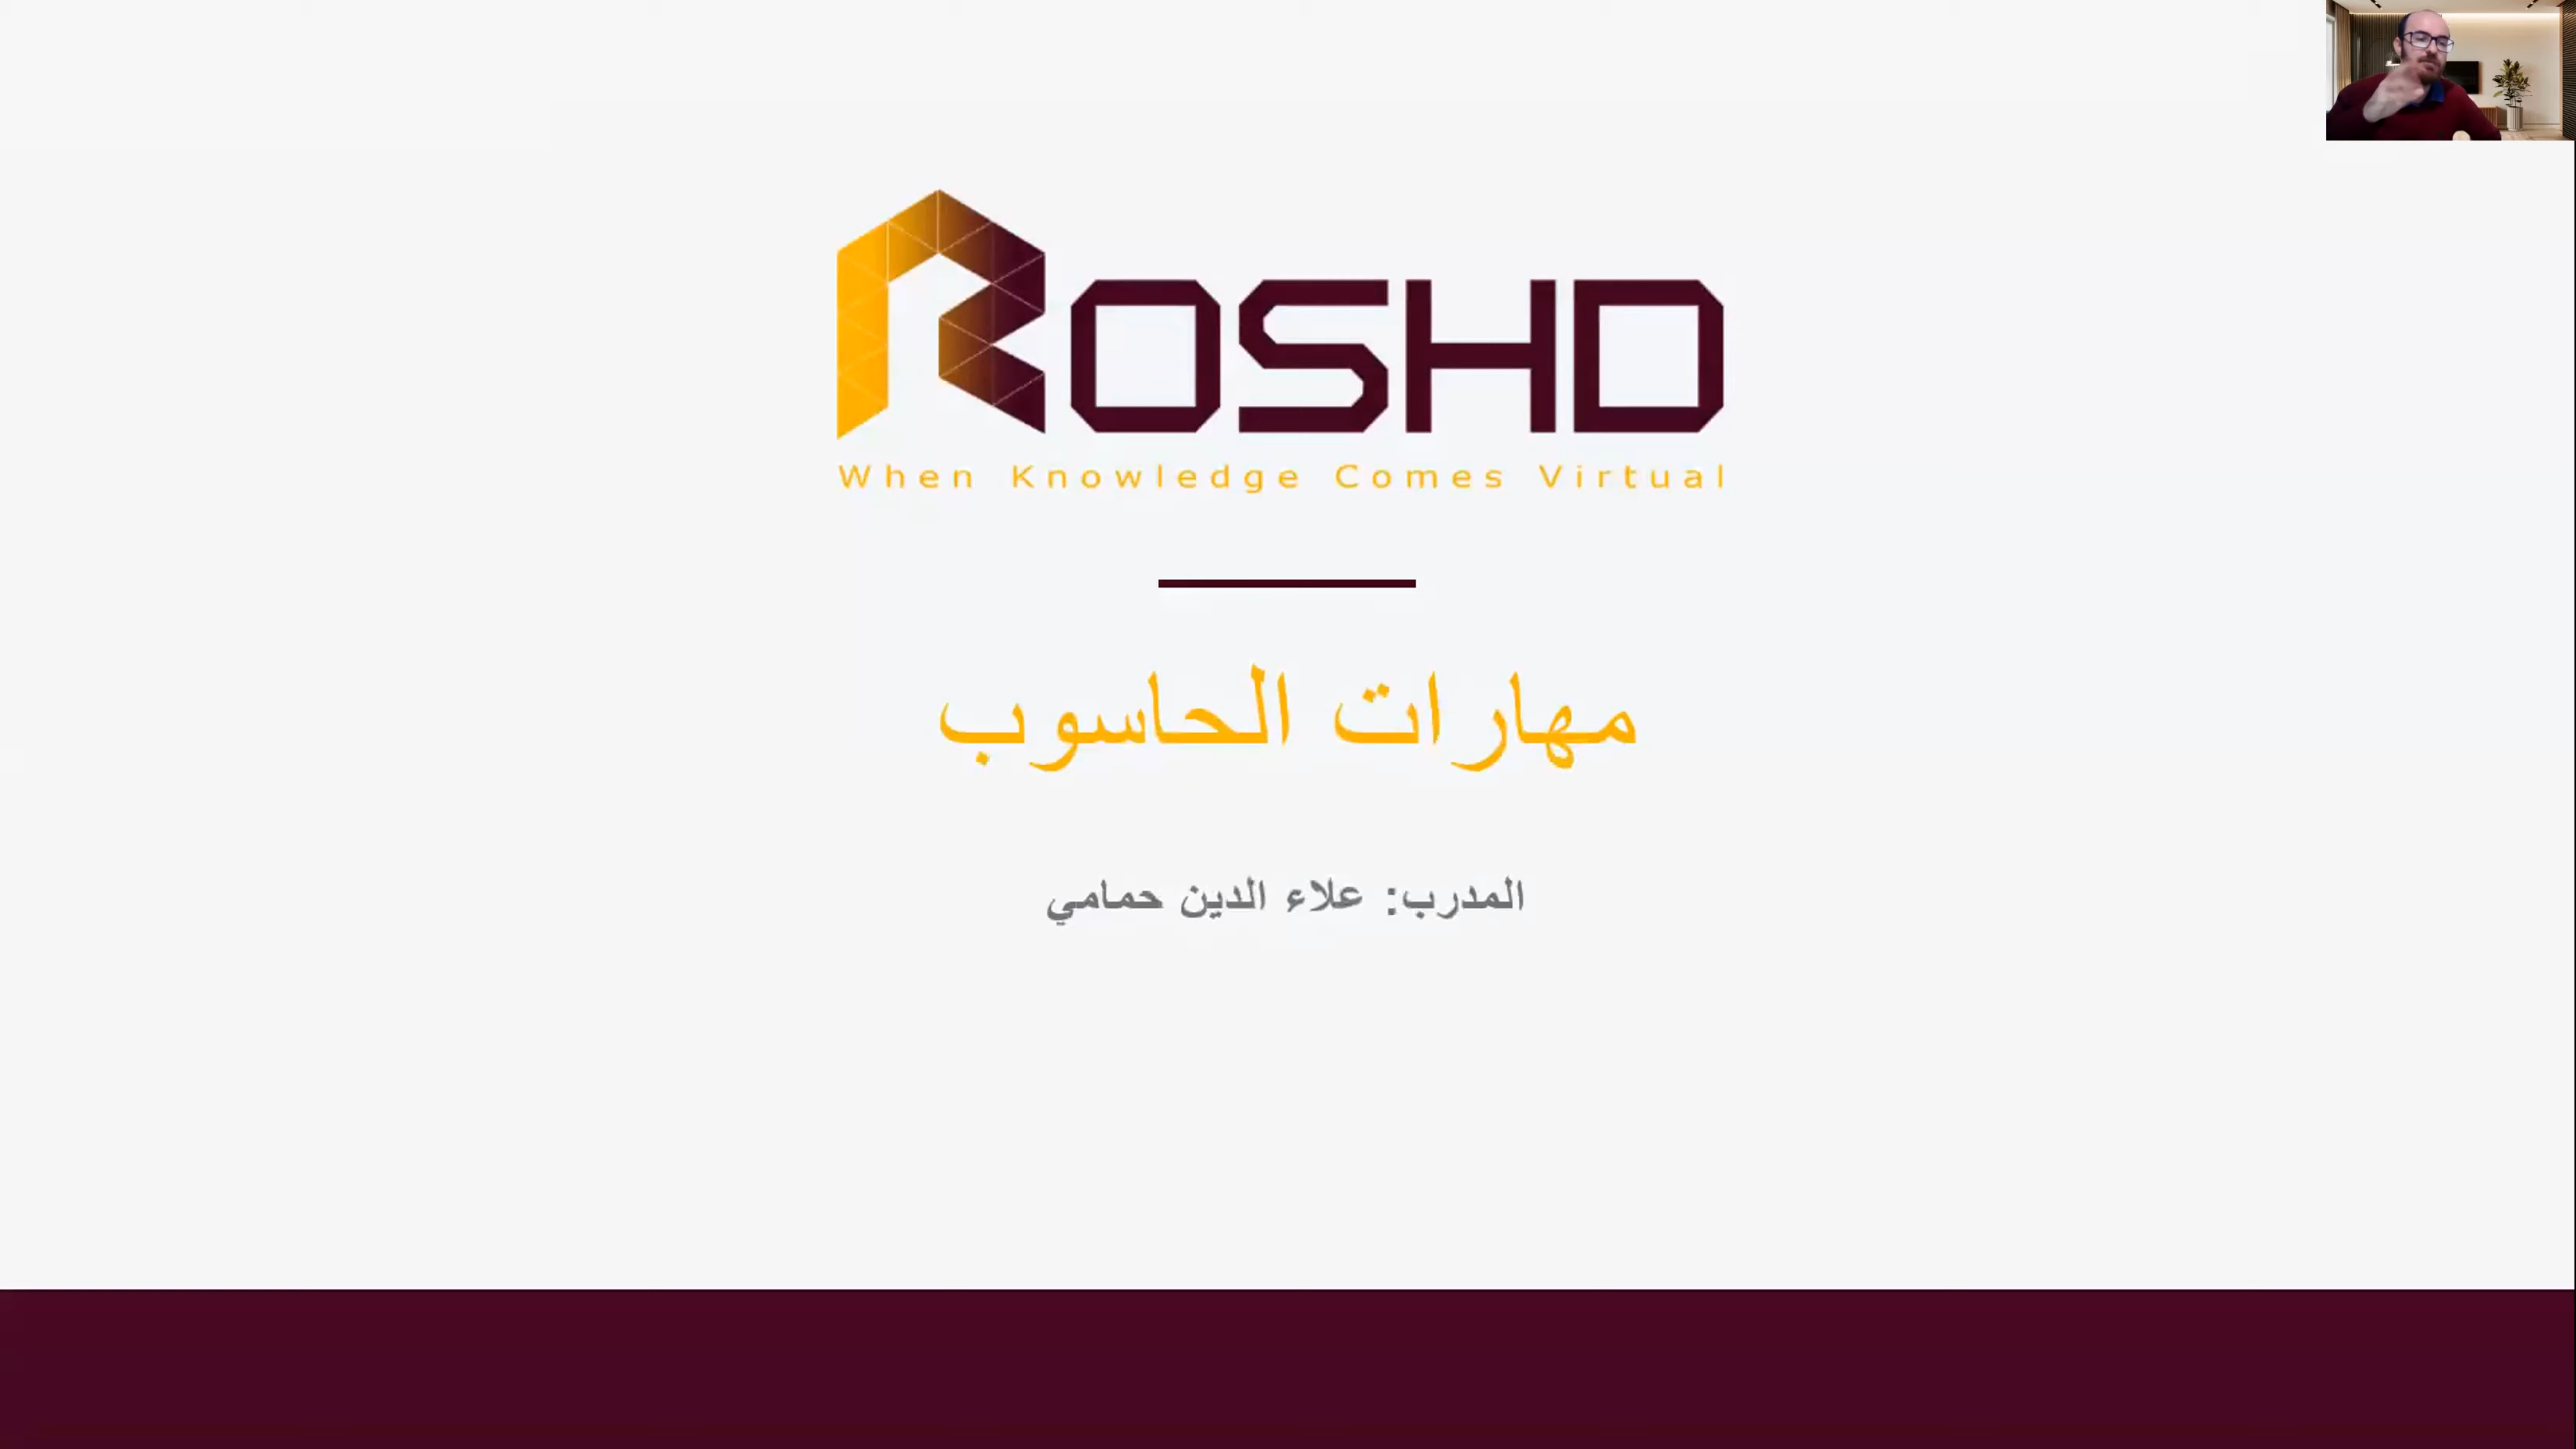 ROSHD
When Knowledge Comes Virtual
مهارات الحاسوب
المدرب: علاء الدين حمامي